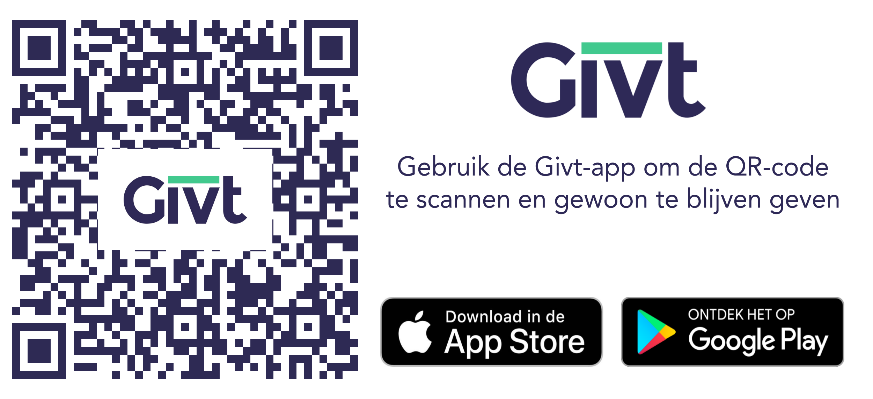 Givt
Givt
Gebruik de Givt-app om de QR-code
te scannen en gewoon te blijven geven
Download in de
App Store
ONTDEK HET OP
Google Play